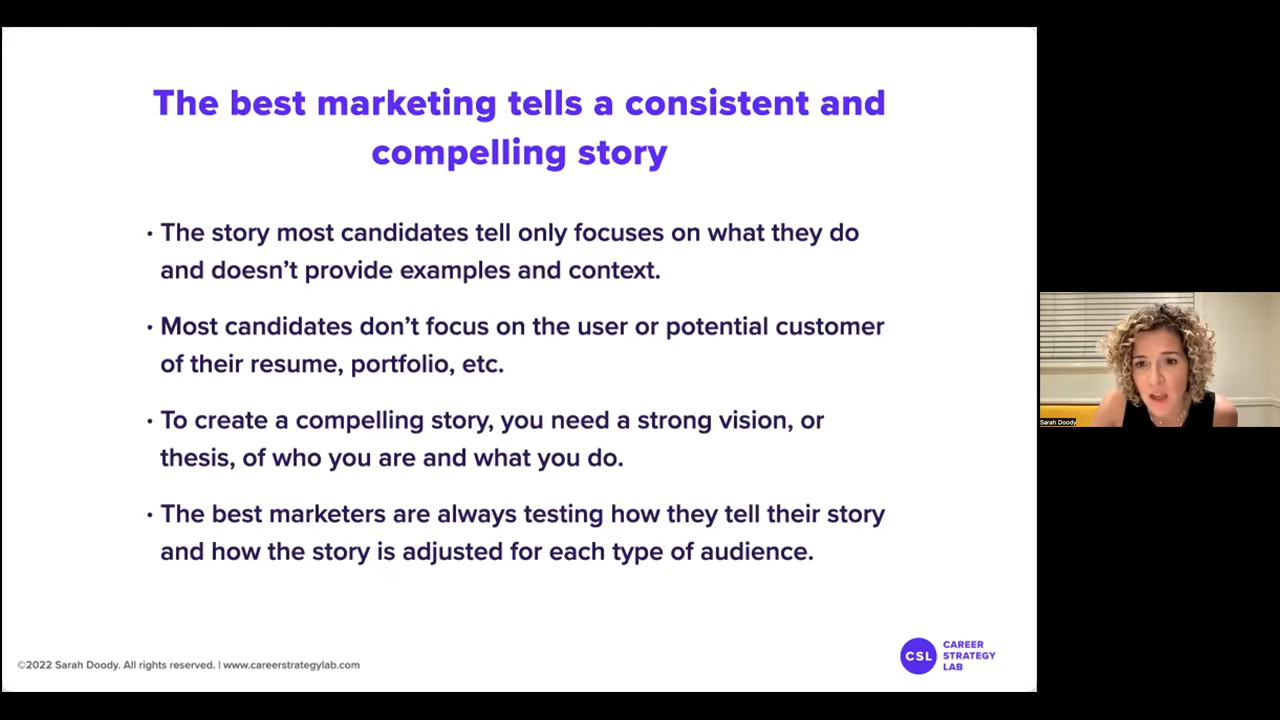 The best marketing tells a consistent and
compelling story
· The story most candidates tell only focuses on what they do
and doesn’t provide examples and context.
· Most candidates don’t focus on the user or potential customer
of their resume, portfolio, etc.
· To create a compelling story, you need a strong vision, or
thesis, of who you are and what you do.
· The best marketers are always testing how they tell their story
and how the story is adjusted for each type of audience.
©2022 Sarah Doody. All rights reserved. | www.careerstrategylab.com
CSL
CAREER
STRATEGY
LAB
Sarah Doody